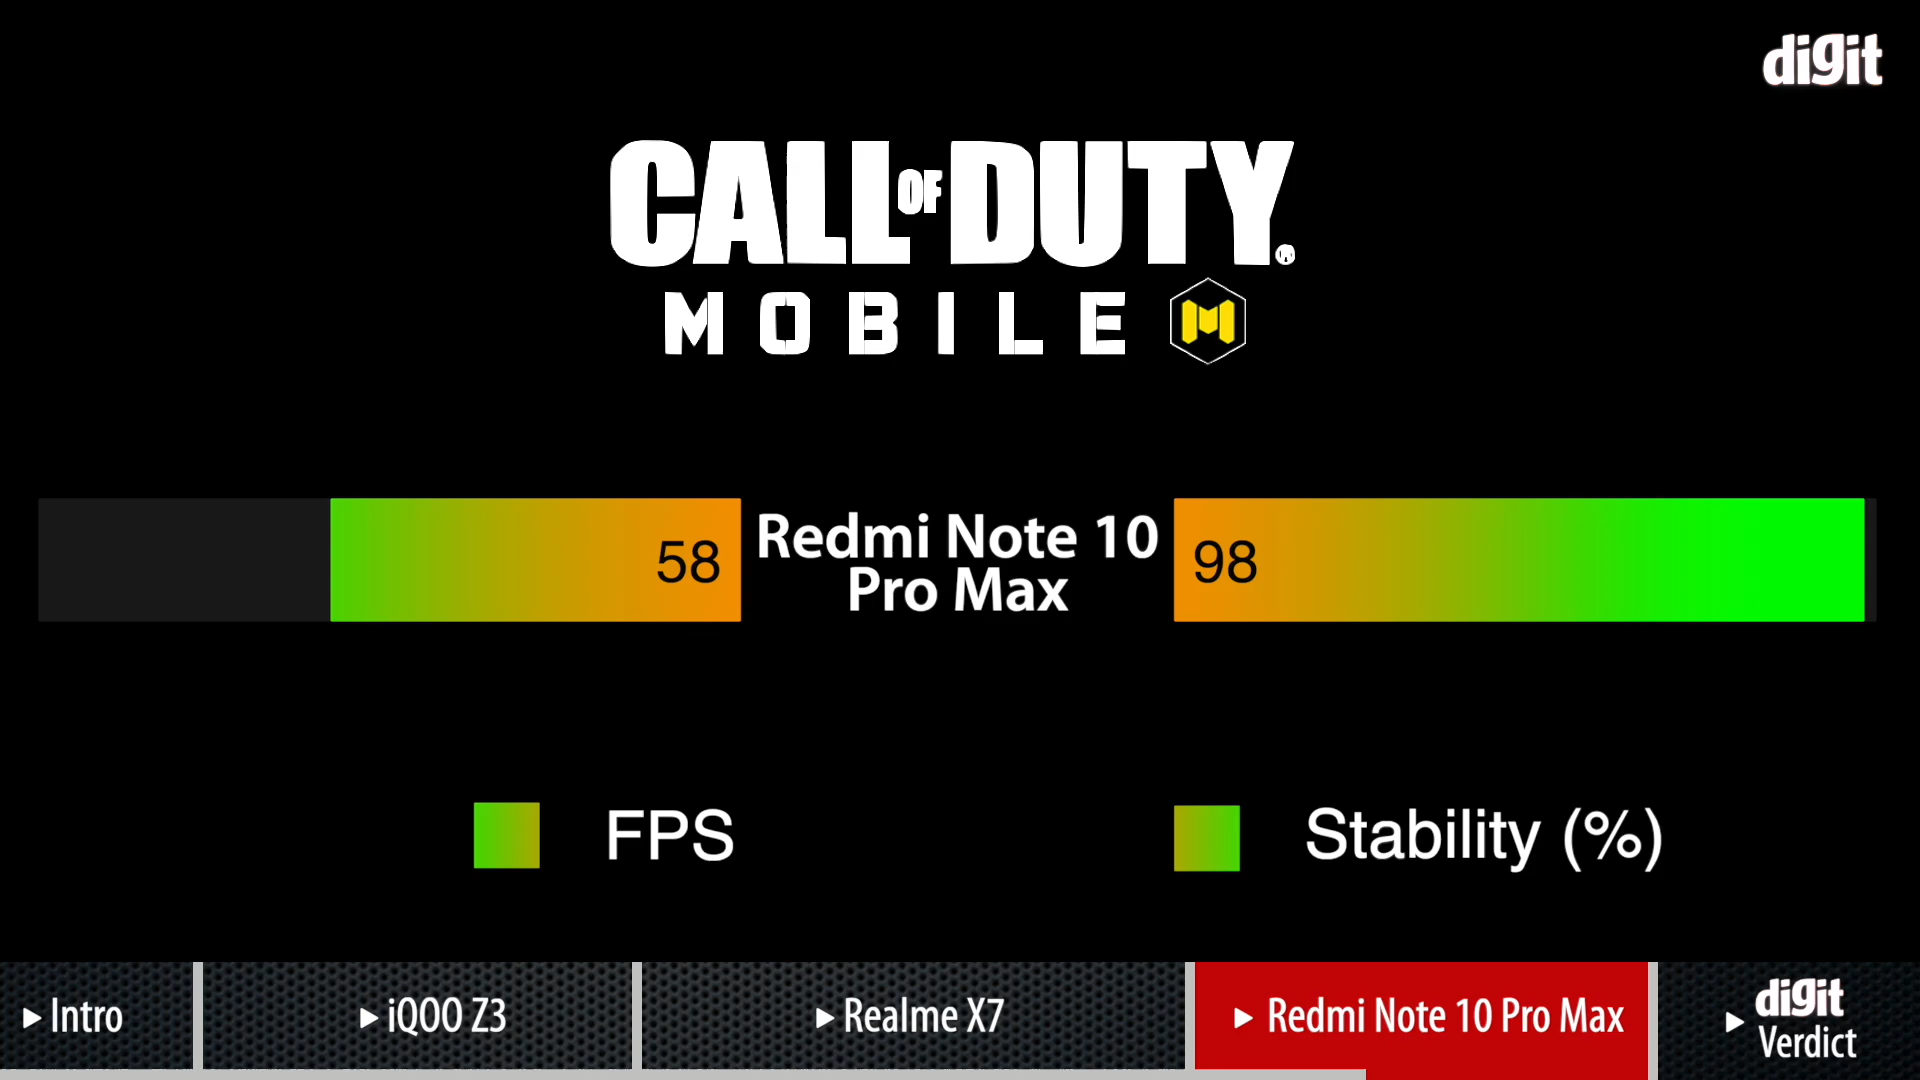 digit
CALL OF DUTY
MOBILE
58
Redmi Note 10
Pro Max
98
FPS
Stability (%)
Intro
iQOO Z3
Realme X7
Redmi Note 10 Pro Max
digit
Verdict